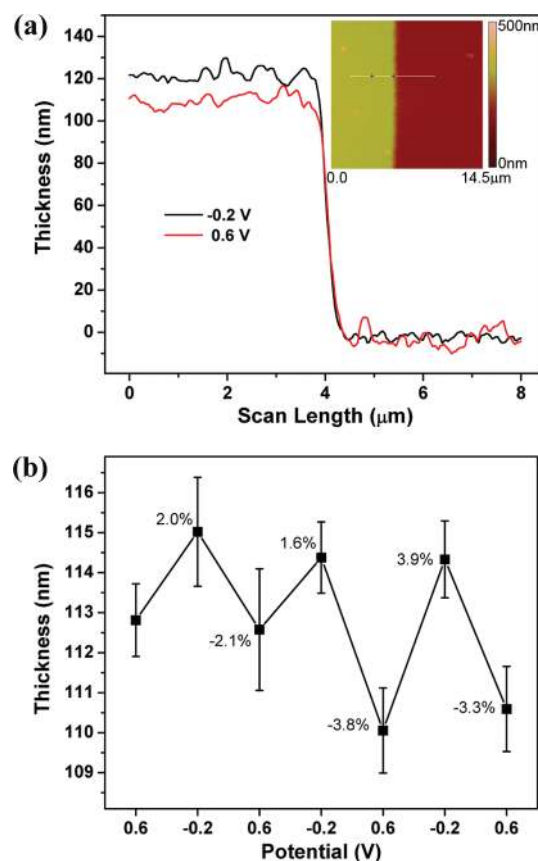 (a)
140
120
100
80
60
40
20
0
Thickness (nm)
-0.2 V
0.6 V
500nm
0nm
0.0
14.5μm
0
2
4
6
8
Scan Length (μm)
(b)
116
115
114
113
112
111
110
109
Thickness (nm)
2.0%
-2.1%
1.6%
-3.8%
3.9%
-3.3%
0.6 -0.2 0.6 -0.2 0.6 -0.2 0.6
Potential (V)